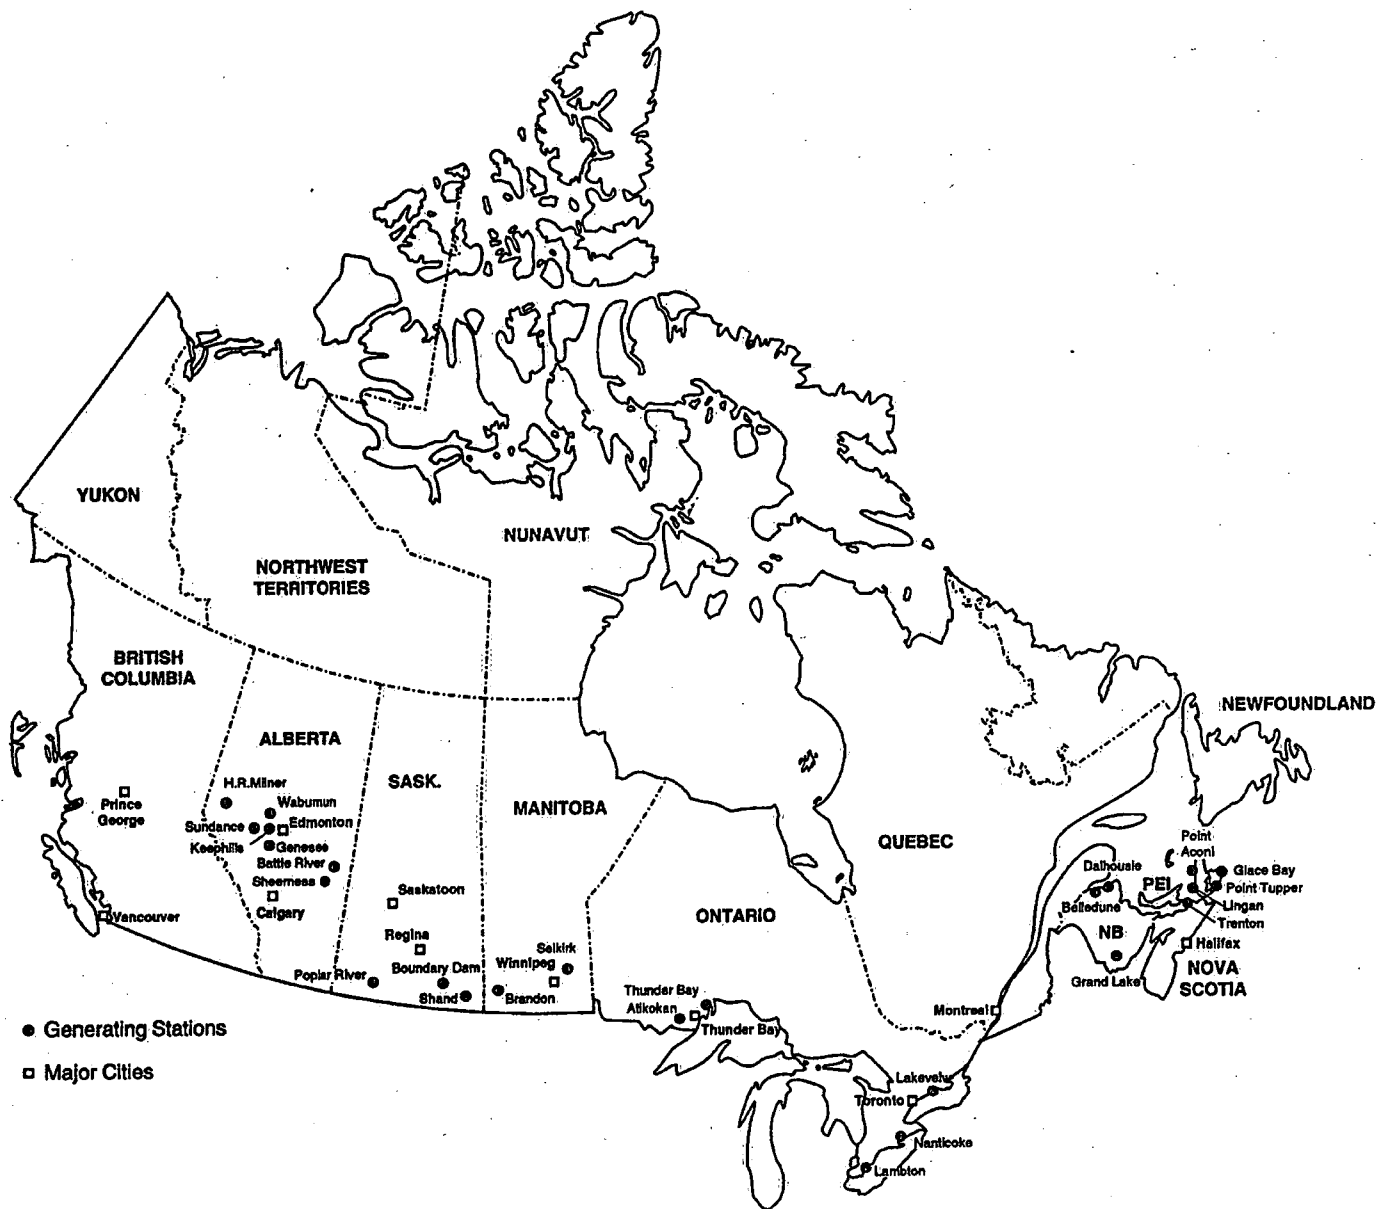 YUKON
NUNAVUT
NORTHWEST
TERRITORIES
BRITISH
COLUMBIA
NEWFOUNDLAND
ALBERTA
SASK.
MANITOBA
QUEBEC
ONTARIO
H.R.Milner
Wabumun
Prince
George
Sundance
Edmonton
Keephills
Genesee
Battle River
Sheerness
Calgary
Saskatoon
Vancouver
Regina
Poplar River
Boundary Dam
Shand
Selkirk
Winnipeg
Brandon
Thunder Bay
Atikokan
Thunder Bay
Montreal
Point
Aconi
Dalhousie
PEI
Glace Bay
Point Tupper
Belledune
Lingan
Trenton
NB
Halifax
Grand Lake
NOVA
SCOTIA
Generating Stations
Major Cities
Lakeview
Toronto
Nanticoke
Lambton